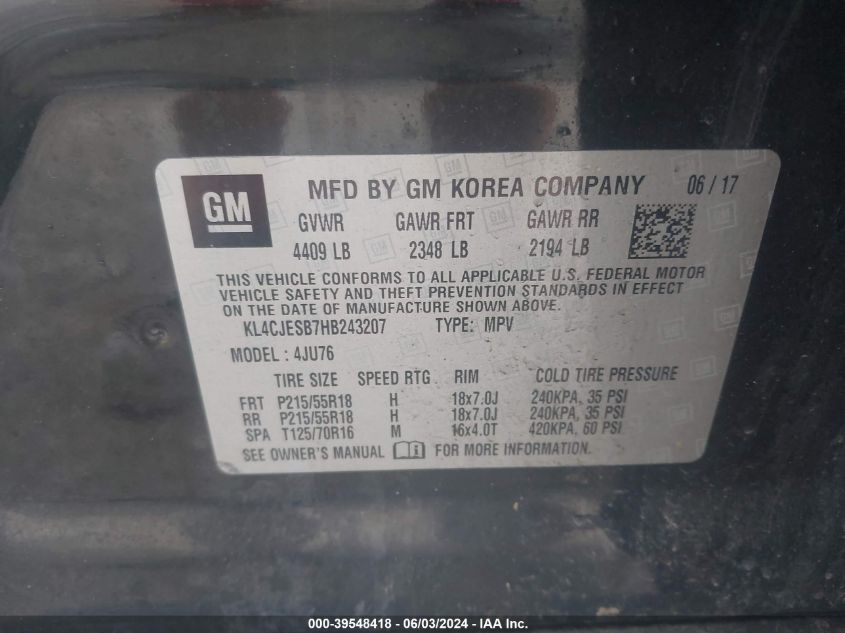 GM MFD BY GM KOREA COMPANY 06 / 17
GVWR GAWR FRT GAWR RR
4409 LB 2348 LB 2194 LB
THIS VEHICLE CONFORMS TO ALL APPLICABLE U.S. FEDERAL MOTOR
VEHICLE SAFETY AND THEFT PREVENTION STANDARDS IN EFFECT
ON THE DATE OF MANUFACTURE SHOWN ABOVE.
KL4CJESB7HB243207 TYPE: MPV
MODEL: 4JU76
TIRE SIZE SPEED RTG RIM COLD TIRE PRESSURE
FRT P215/55R18 H 18x7.0J 240KPA, 35 PSI
RR P215/55R18 H 18x7.0J 240KPA, 35 PSI
SPA T125/70R16 M 16x4.0T 420KPA, 60 PSI
SEE OWNER'S MANUAL FOR MORE INFORMATION.
000-39548418 - 06/03/2024 - IAA Inc.